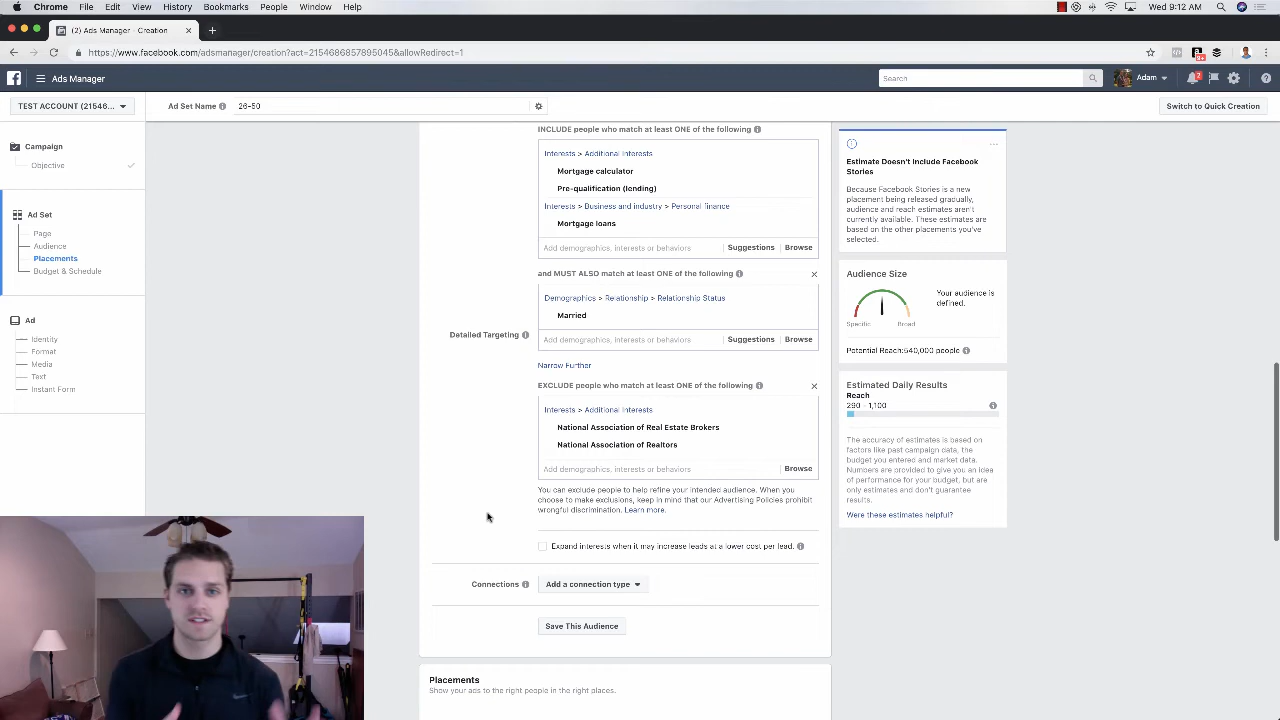 Chrome File Edit View History Bookmarks People Window Help
Wed 9:12 AM
(2) Ads Manager - Creation
https://www.facebook.com/adsmanager/creation?act=2154686857895045&allowRedirect=1
Ads Manager
Search
Adam
2
TEST ACCOUNT (21546...
Ad Set Name
26-50
Switch to Quick Creation
Campaign
Objective
Ad Set
Page
Audience
Placements
Budget & Schedule
Ad
Identity
Format
Media
Text
Instant Form
INCLUDE people who match at least ONE of the following
Interests > Additional Interests
Mortgage calculator
Pre-qualification (lending)
Interests > Business and industry > Personal finance
Mortgage loans
Add demographics, interests or behaviors Suggestions Browse
and MUST ALSO match at least ONE of the following
Demographics > Relationship > Relationship Status
Married
Detailed Targeting
Add demographics, interests or behaviors Suggestions Browse
Narrow Further
EXCLUDE people who match at least ONE of the following
Interests > Additional Interests
National Association of Real Estate Brokers
National Association of Realtors
Add demographics, interests or behaviors Browse
You can exclude people to help refine your intended audience. When you
choose to make exclusions, keep in mind that our Advertising Policies prohibit
wrongful discrimination. Learn more.
Expand interests when it may increase leads at a lower cost per lead.
Connections
Add a connection type
Save This Audience
Placements
Show your ads to the right people in the right places.
Estimate Doesn't Include Facebook
Stories
Because Facebook Stories is a new
placement being released gradually,
audience and reach estimates aren't
currently available. These estimates
are based on the other placements you've
selected.
Audience Size
Your audience is
defined.
Specific Broad
Potential Reach:540,000 people
Estimated Daily Results
Reach
290 - 1,100
The accuracy of estimates is based on
factors like past campaign data, the
budget you entered and market data.
Numbers are provided to give you an idea
of performance for your budget, but are
only estimates and don't guarantee
results.
Were these estimates helpful?